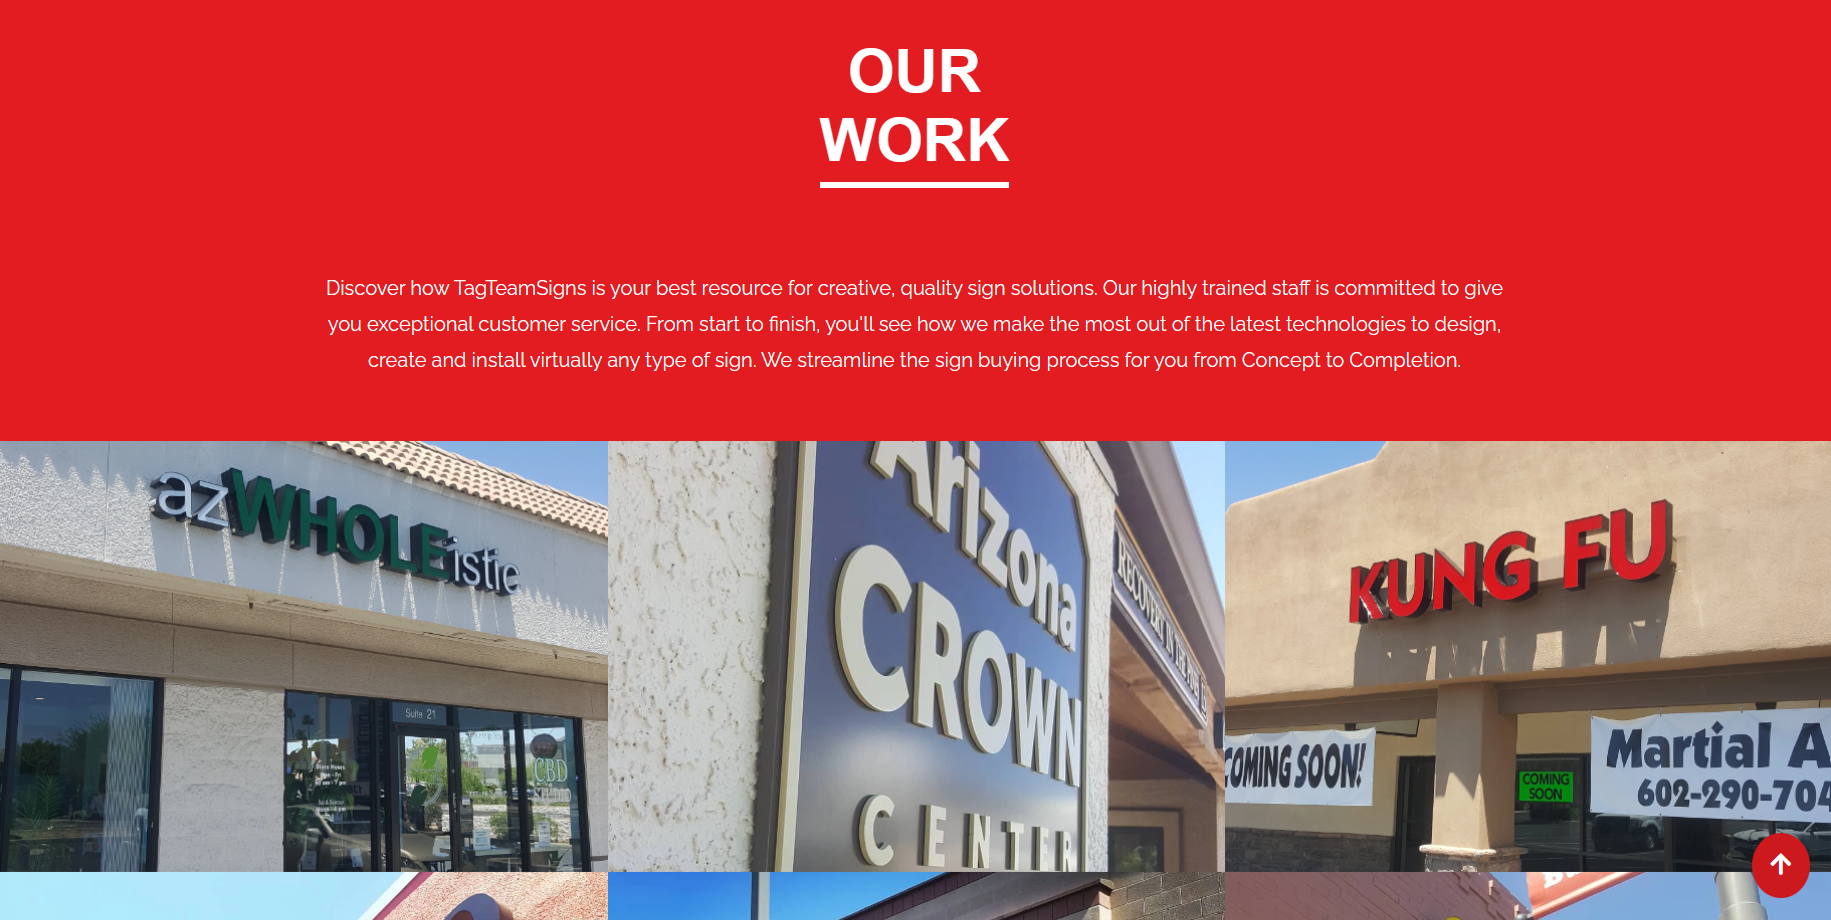 OUR
WORK
Discover how TagTeamSigns is your best resource for creative, quality sign solutions. Our highly trained staff is committed to give
you exceptional customer service. From start to finish, you'll see how we make the most out of the latest technologies to design,
create and install virtually any type of sign. We streamline the sign buying process for you from Concept to Completion.
azWHOLEistic
Suite 21
Store Hours
CBD
STUDIO
Arizona
CROWN
CENTER
RECOVERY IN THE
KUNG FU
COMING SOON!
COMING
SOON
Martial A
602-290-704